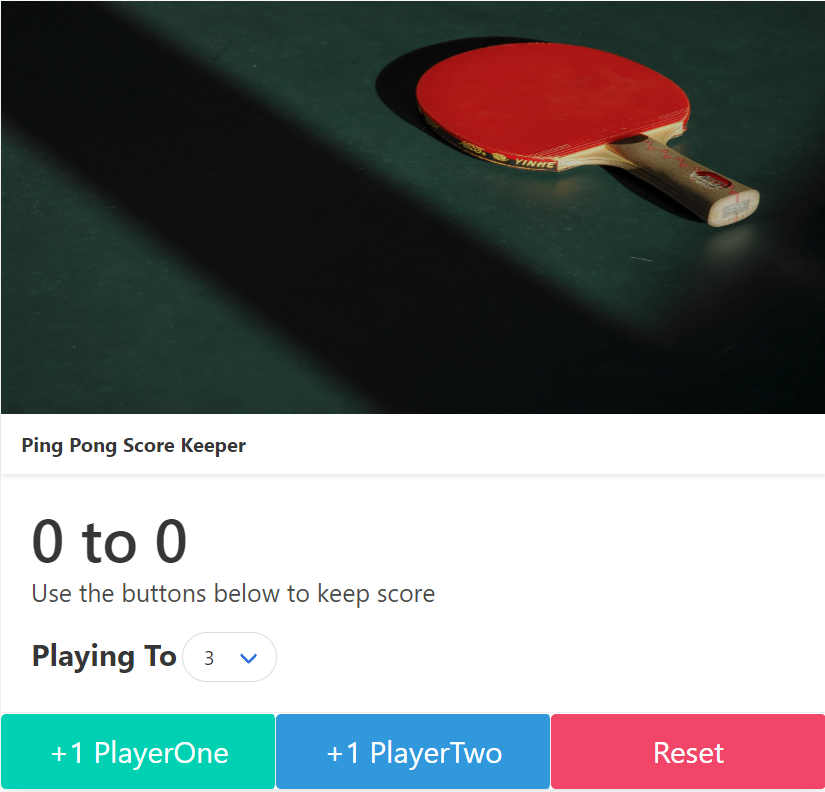 YINHE
Ping Pong Score Keeper
0 to 0
Use the buttons below to keep score
Playing To 3
+1 PlayerOne +1 PlayerTwo Reset